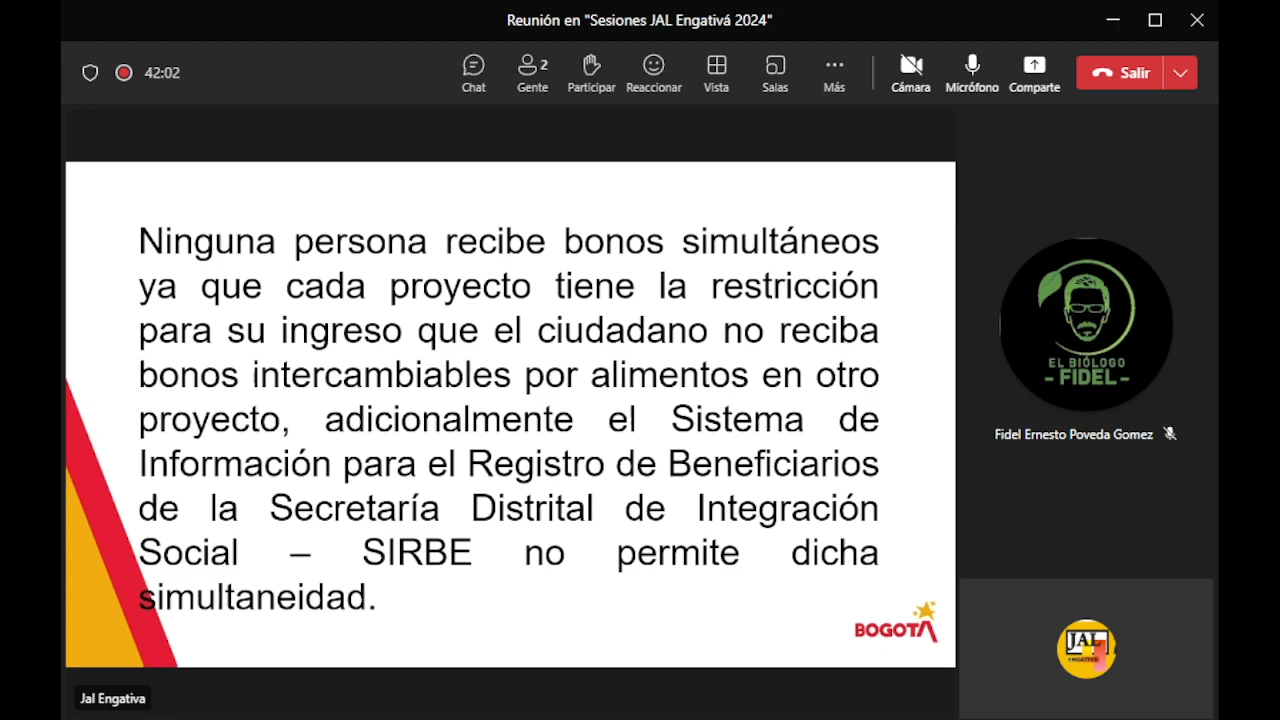 Reunión en "Sesiones JAL Engativá 2024"
42:02
Chat
2
Gente
Participar
Reaccionar
Vista
Salas
Más
Cámara
Micrófono
Comparte
Salir
Ninguna persona recibe bonos simultáneos
ya que cada proyecto tiene la restricción
para su ingreso que el ciudadano no reciba
bonos intercambiables por alimentos en otro
proyecto, adicionalmente el Sistema de
Información para el Registro de Beneficiarios
de la Secretaría Distrital de Integración
Social – SIRBE no permite dicha
simultaneidad.
BOGOTA
EL BIÓLOGO
- FIDEL -
Fidel Ernesto Poveda Gomez
JAL
ENGATIVÁ
Jal Engativa